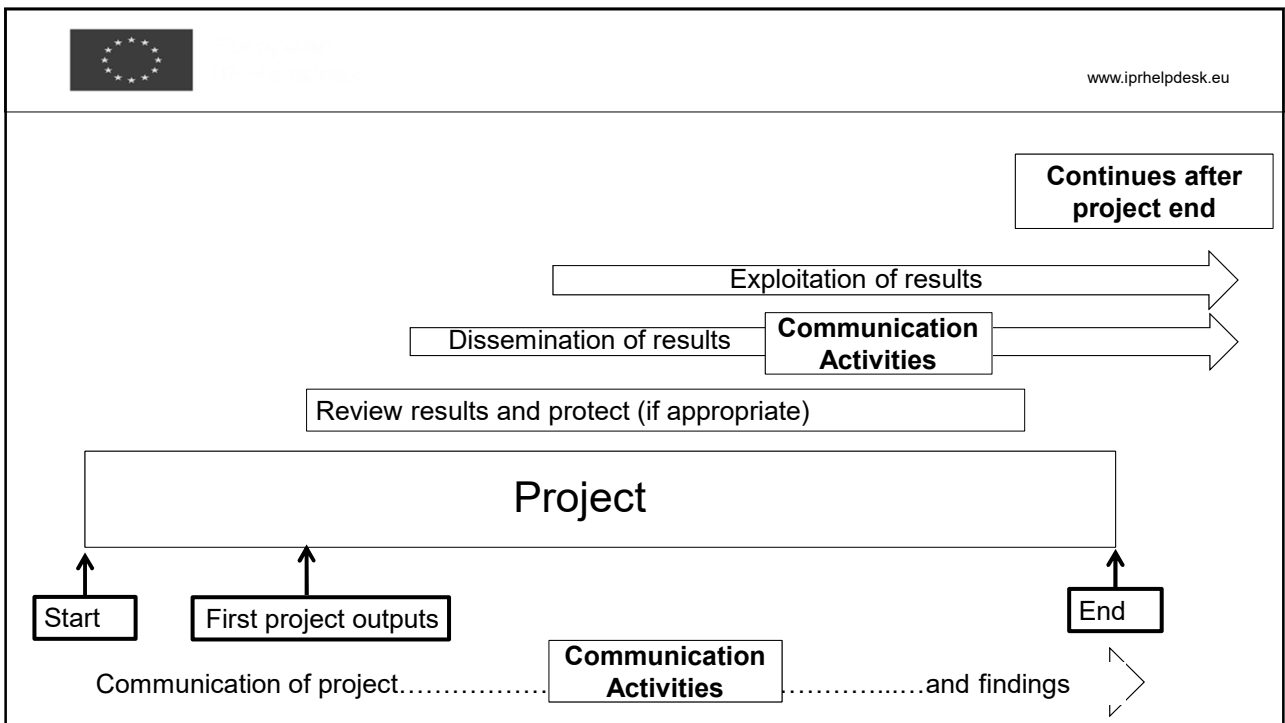 www.iprhelpdesk.eu
Continues after
project end
Exploitation of results
Dissemination of results
Communication
Activities
Review results and protect (if appropriate)
Project
Start
First project outputs
End
Communication of project………………
Communication
Activities
…………...…and findings